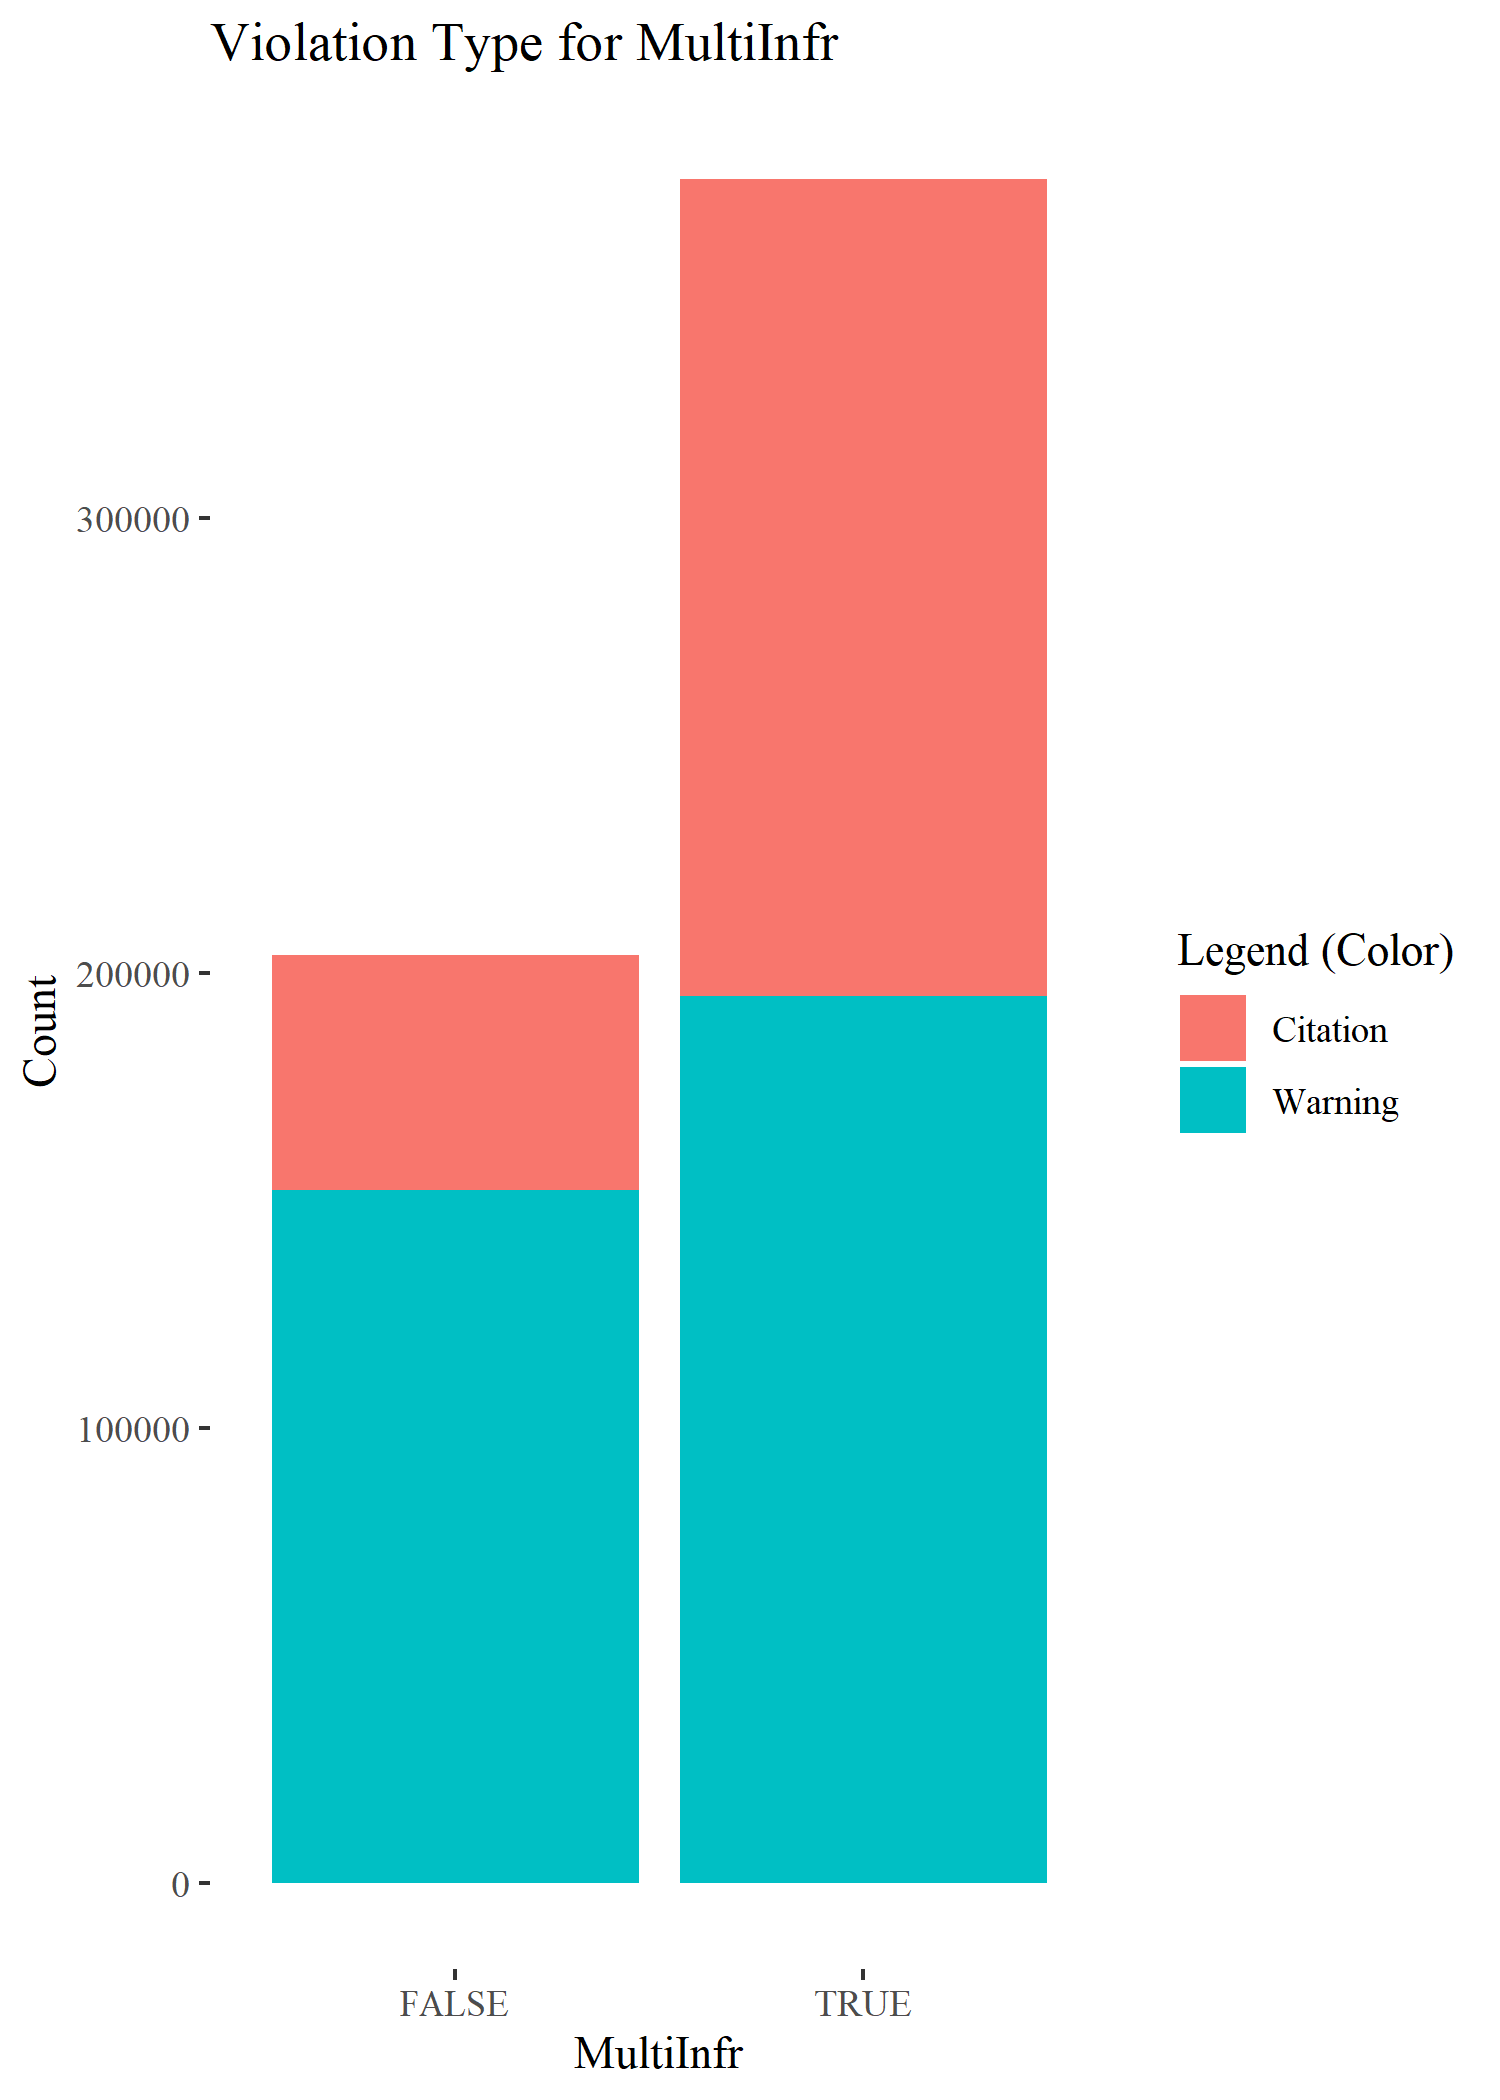 Violation Type for MultiInfr
300000
200000
100000
0
Count
FALSE
TRUE
MultiInfr
Legend (Color)
Citation
Warning